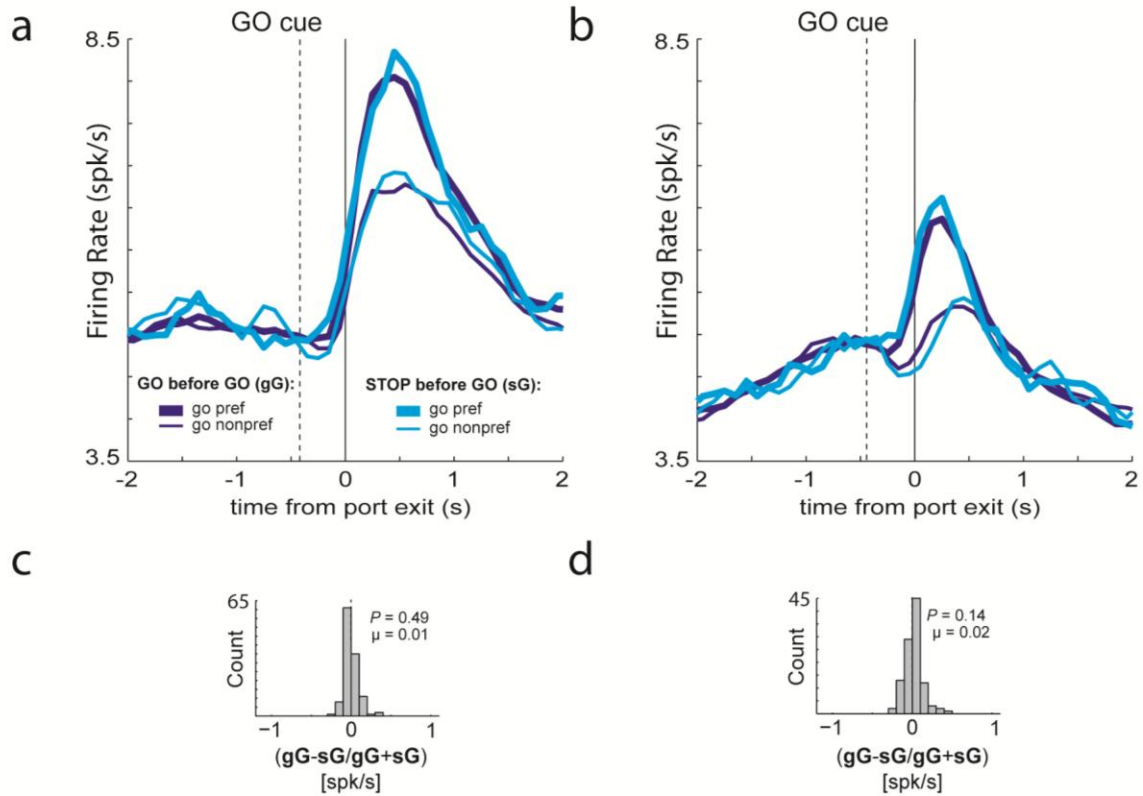 a
GO cue
8.5
Firing Rate (spk/s)
3.5
GO before GO (gG):
go pref
go nonpref
STOP before GO (sG):
go pref
go nonpref
-2 -1 0 1 2
time from port exit (s)
b
GO cue
8.5
Firing Rate (spk/s)
3.5
-2 -1 0 1 2
time from port exit (s)
c
65
Count
P = 0.49
μ = 0.01
−1 0 1
(gG-sG/gG+sG)
[spk/s]
d
45
Count
P = 0.14
μ = 0.02
−1 0 1
(gG-sG/gG+sG)
[spk/s]